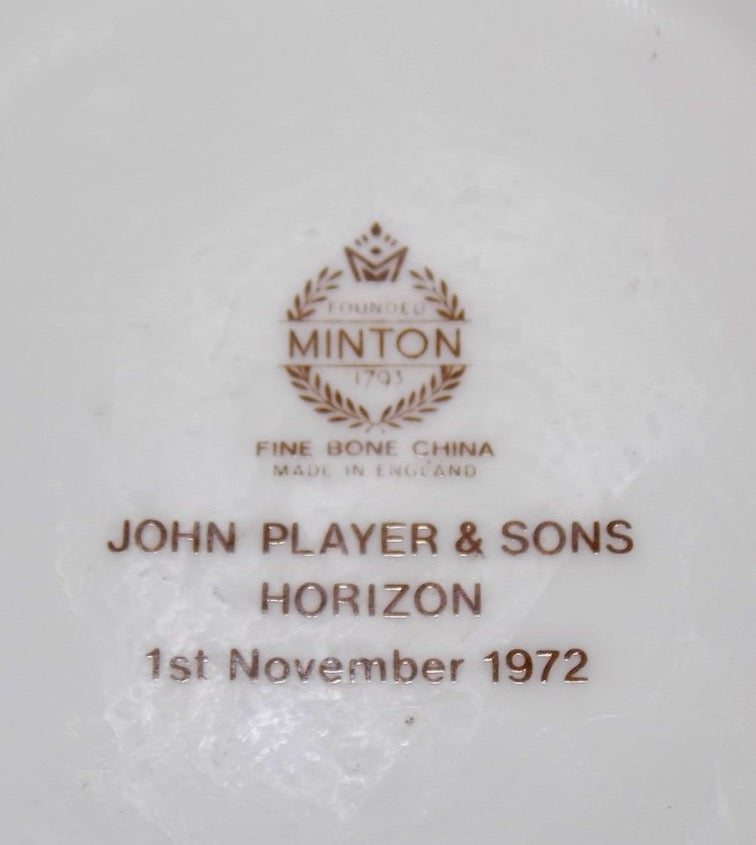 FOUNDED
MINTON
1793
FINE BONE CHINA
MADE IN ENGLAND
JOHN PLAYER & SONS
HORIZON
1st November 1972